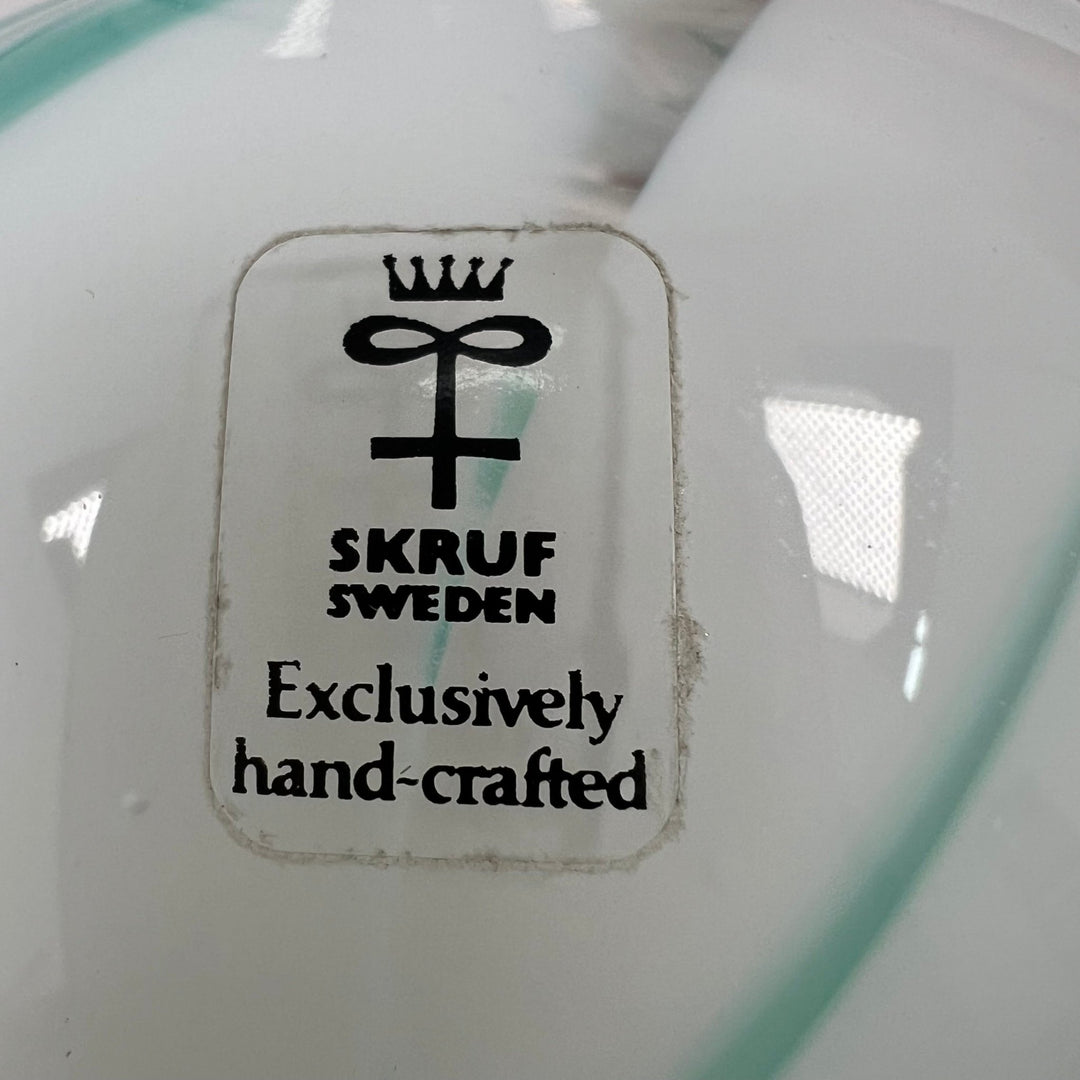 SKRUF
SWEDEN
Exclusively
hand-crafted